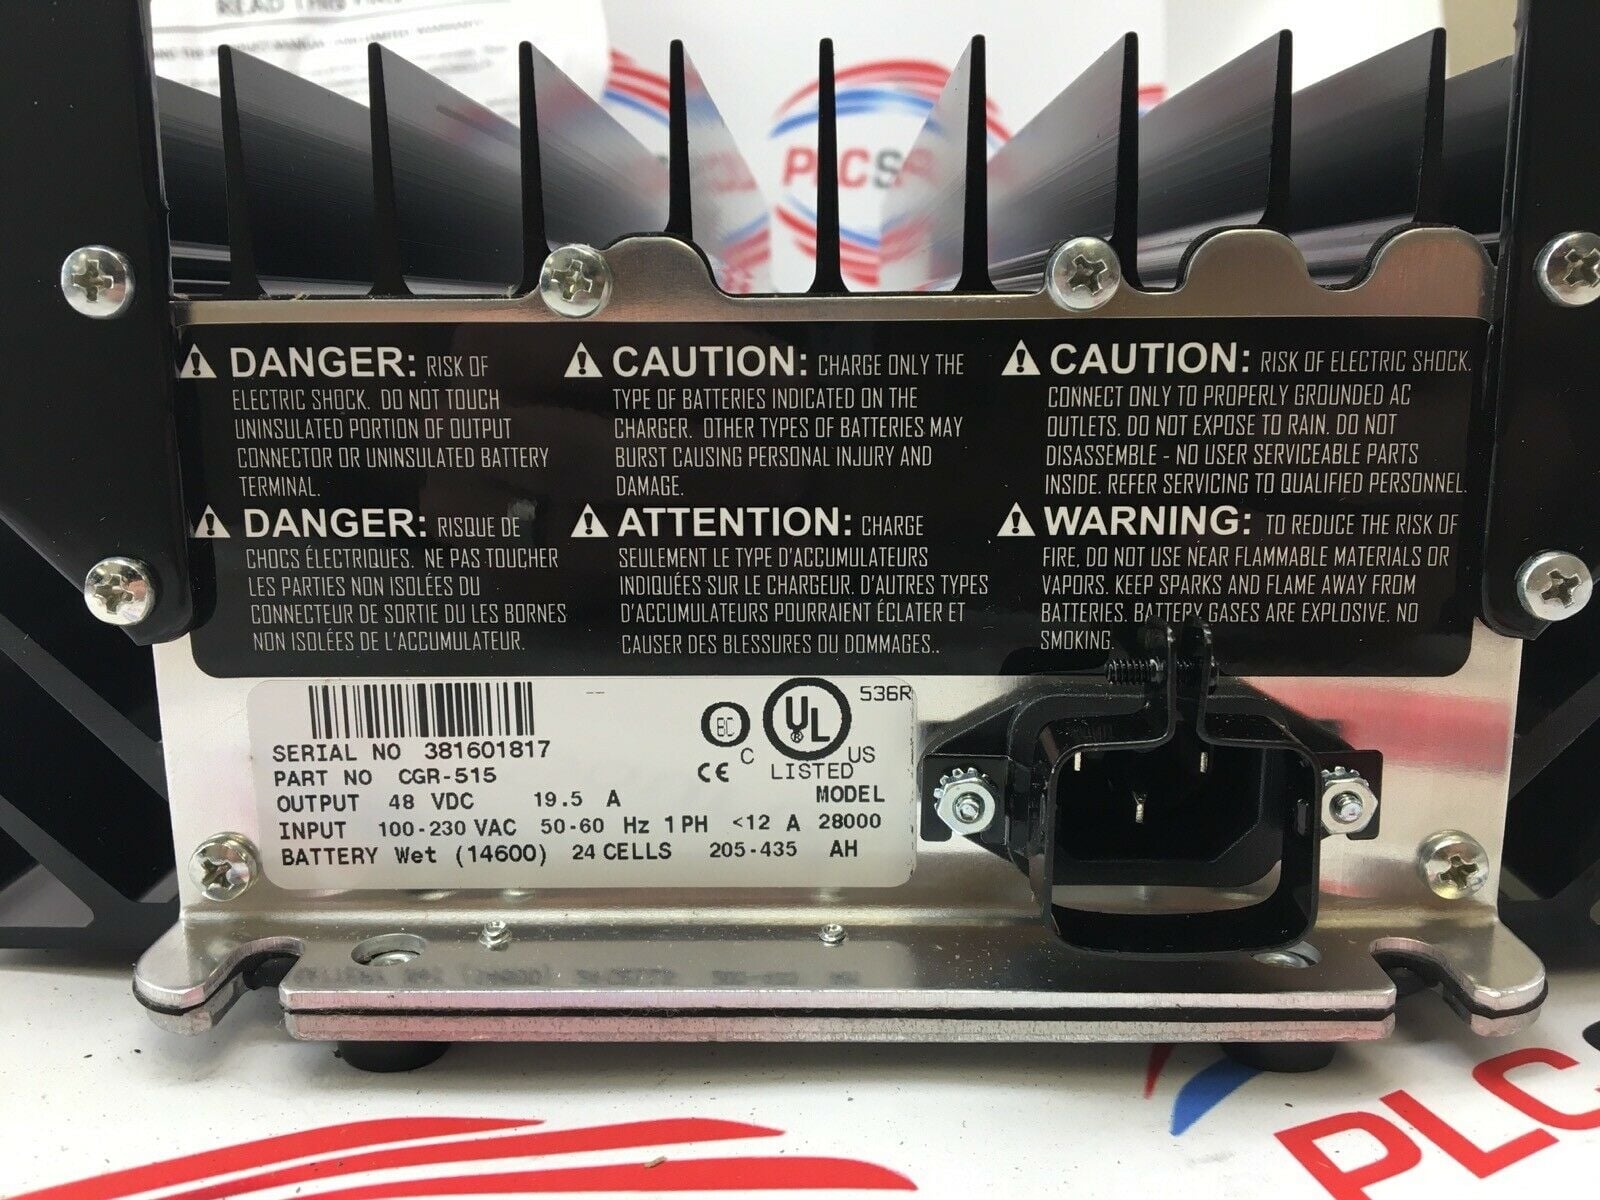 READ THIS FIRST
PLCS
DANGER: RISK OF
ELECTRIC SHOCK. DO NOT TOUCH
UNINSULATED PORTION OF OUTPUT
CONNECTOR OR UNINSULATED BATTERY
TERMINAL.
CAUTION: CHARGE ONLY THE
TYPE OF BATTERIES INDICATED ON THE
CHARGER. OTHER TYPES OF BATTERIES MAY
BURST CAUSING PERSONAL INJURY AND
DAMAGE.
CAUTION: RISK OF ELECTRIC SHOCK.
CONNECT ONLY TO PROPERLY GROUNDED AC
OUTLETS. DO NOT EXPOSE TO RAIN. DO NOT
DISASSEMBLE - NO USER SERVICEABLE PARTS
INSIDE. REFER SERVICING TO QUALIFIED PERSONNEL.
DANGER: RISQUE DE
CHOCS ÉLECTRIQUES. NE PAS TOUCHER
LES PARTIES NON ISOLÉES DU
CONNECTEUR DE SORTIE OU LES BORNES
NON ISOLÉES DE L'ACCUMULATEUR.
ATTENTION: CHARGE
SEULEMENT LE TYPE D'ACCUMULATEURS
INDIQUÉES SUR LE CHARGEUR. D'AUTRES TYPES
D'ACCUMULATEURS POURRAIENT ÉCLATER ET
CAUSER DES BLESSURES OU DOMMAGES..
WARNING: TO REDUCE THE RISK OF
FIRE, DO NOT USE NEAR FLAMMABLE MATERIALS OR
VAPORS. KEEP SPARKS AND FLAME AWAY FROM
BATTERIES. BATTERY GASES ARE EXPLOSIVE. NO
SMOKING.
SERIAL NO 381601817
PART NO CGR-515
OUTPUT 48 VDC 19.5 A
INPUT 100-230 VAC 50-60 Hz 1 PH <12 A
BATTERY Wet (14600) 24 CELLS 205-435 AH
BC
C UL US
® LISTED
536R
CE
MODEL
28000
PLCS